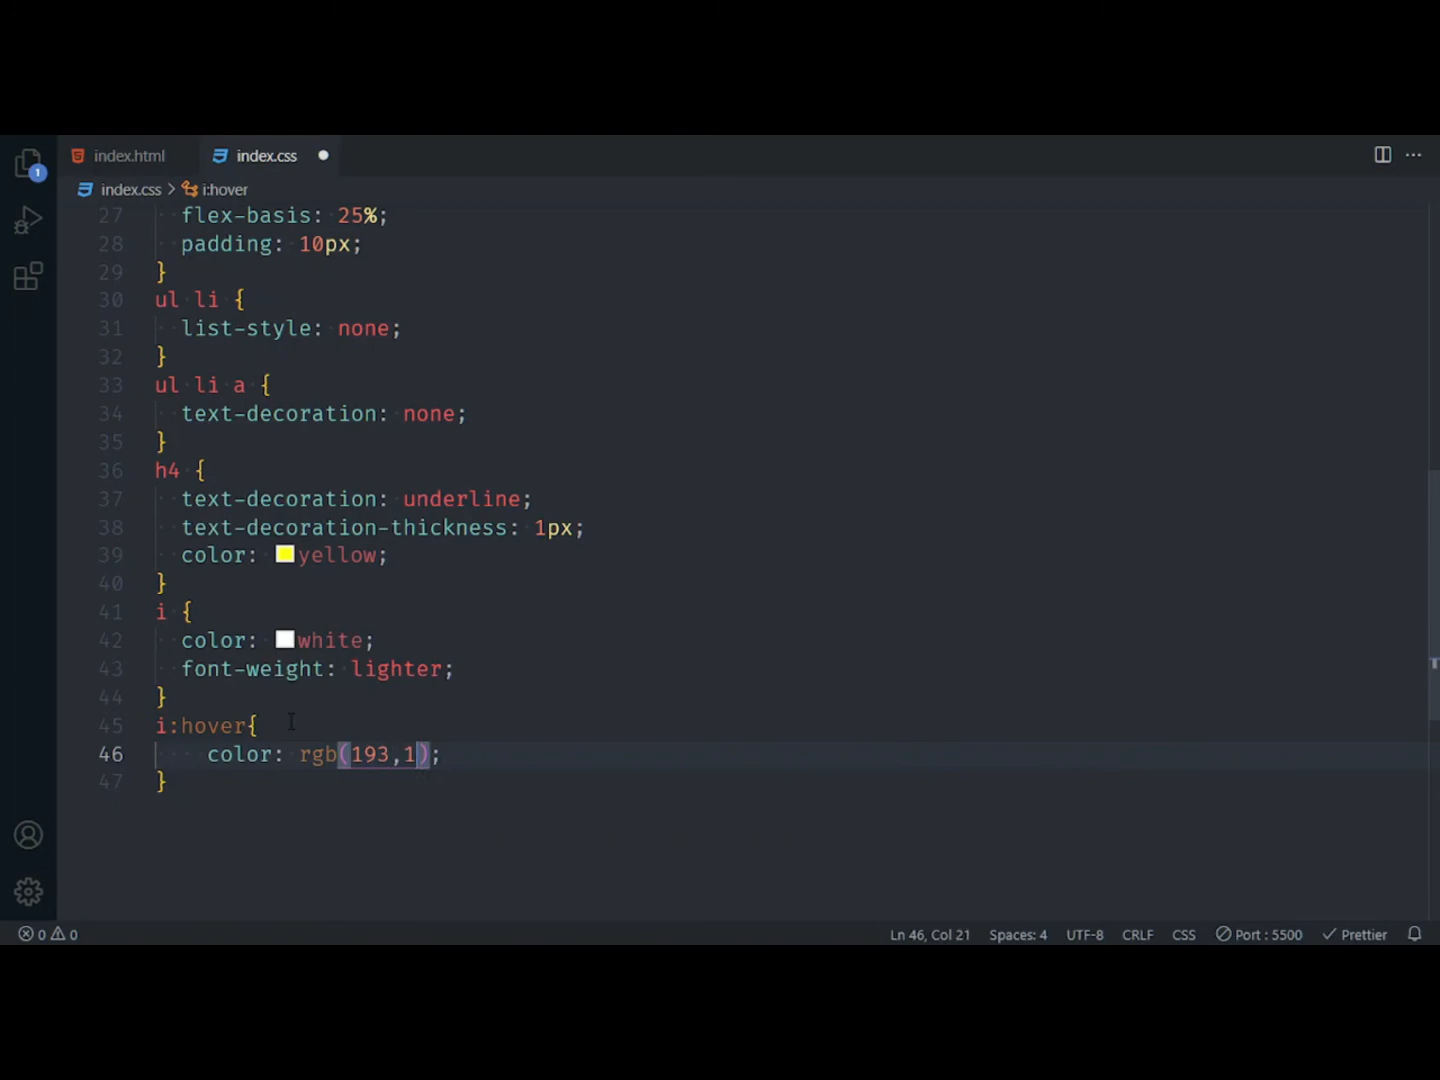 index.html index.css
index.css > i:hover
27 flex-basis: 25%;
28 padding: 10px;
29 }
30 ul li {
31 list-style: none;
32 }
33 ul li a {
34 text-decoration: none;
35 }
36 h4 {
37 text-decoration: underline;
38 text-decoration-thickness: 1px;
39 color: yellow;
40 }
41 i {
42 color: white;
43 font-weight: lighter;
44 }
45 i:hover{
46 color: rgb(193,1);
47 }
1
0 0 Ln 46, Col 21 Spaces: 4 UTF-8 CRLF CSS Port : 5500 Prettier